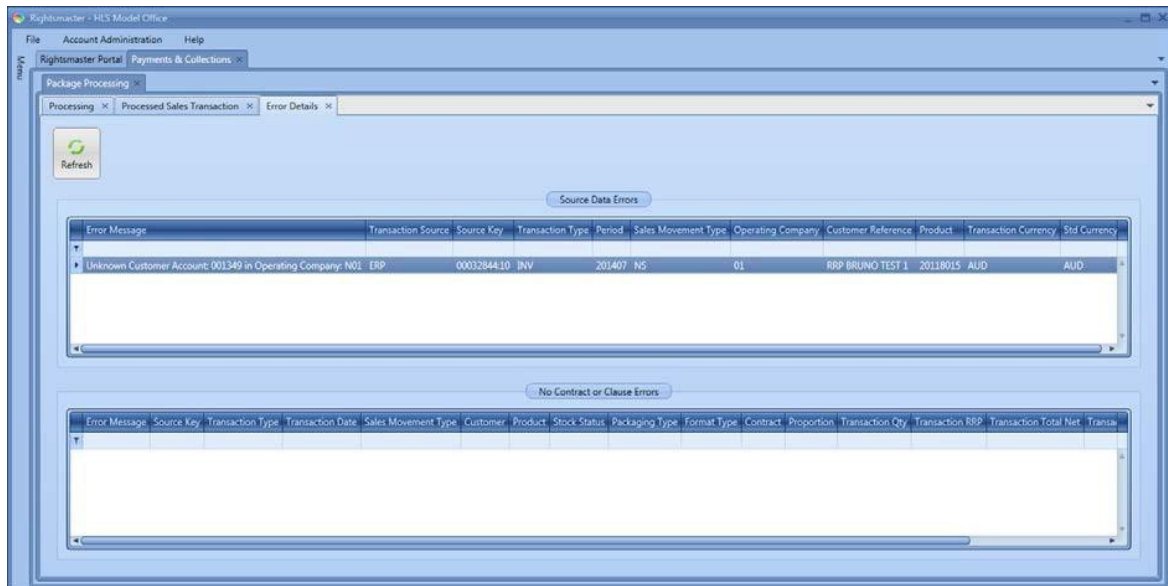 Rightsmaster - HLS Model Office
File Account Administration Help
Menu
Rightsmaster Portal Payments & Collections
Package Processing
Processing Processed Sales Transaction Error Details
Refresh
Source Data Errors
Error Message Transaction Source Source Key Transaction Type Period Sales Movement Type Operating Company Customer Reference Product Transaction Currency Std Currency
Unknown Customer Account: 001349 in Operating Company: N01 ERP 00032844:10 INV 201407 NS 01 RRP BRUNO TEST 1 20118015 AUD AUD
No Contract or Clause Errors
Error Message Source Key Transaction Type Transaction Date Sales Movement Type Customer Product Stock Status Packaging Type Format Type Contract Proportion Transaction Qty Transaction RRP Transaction Total Net Transa